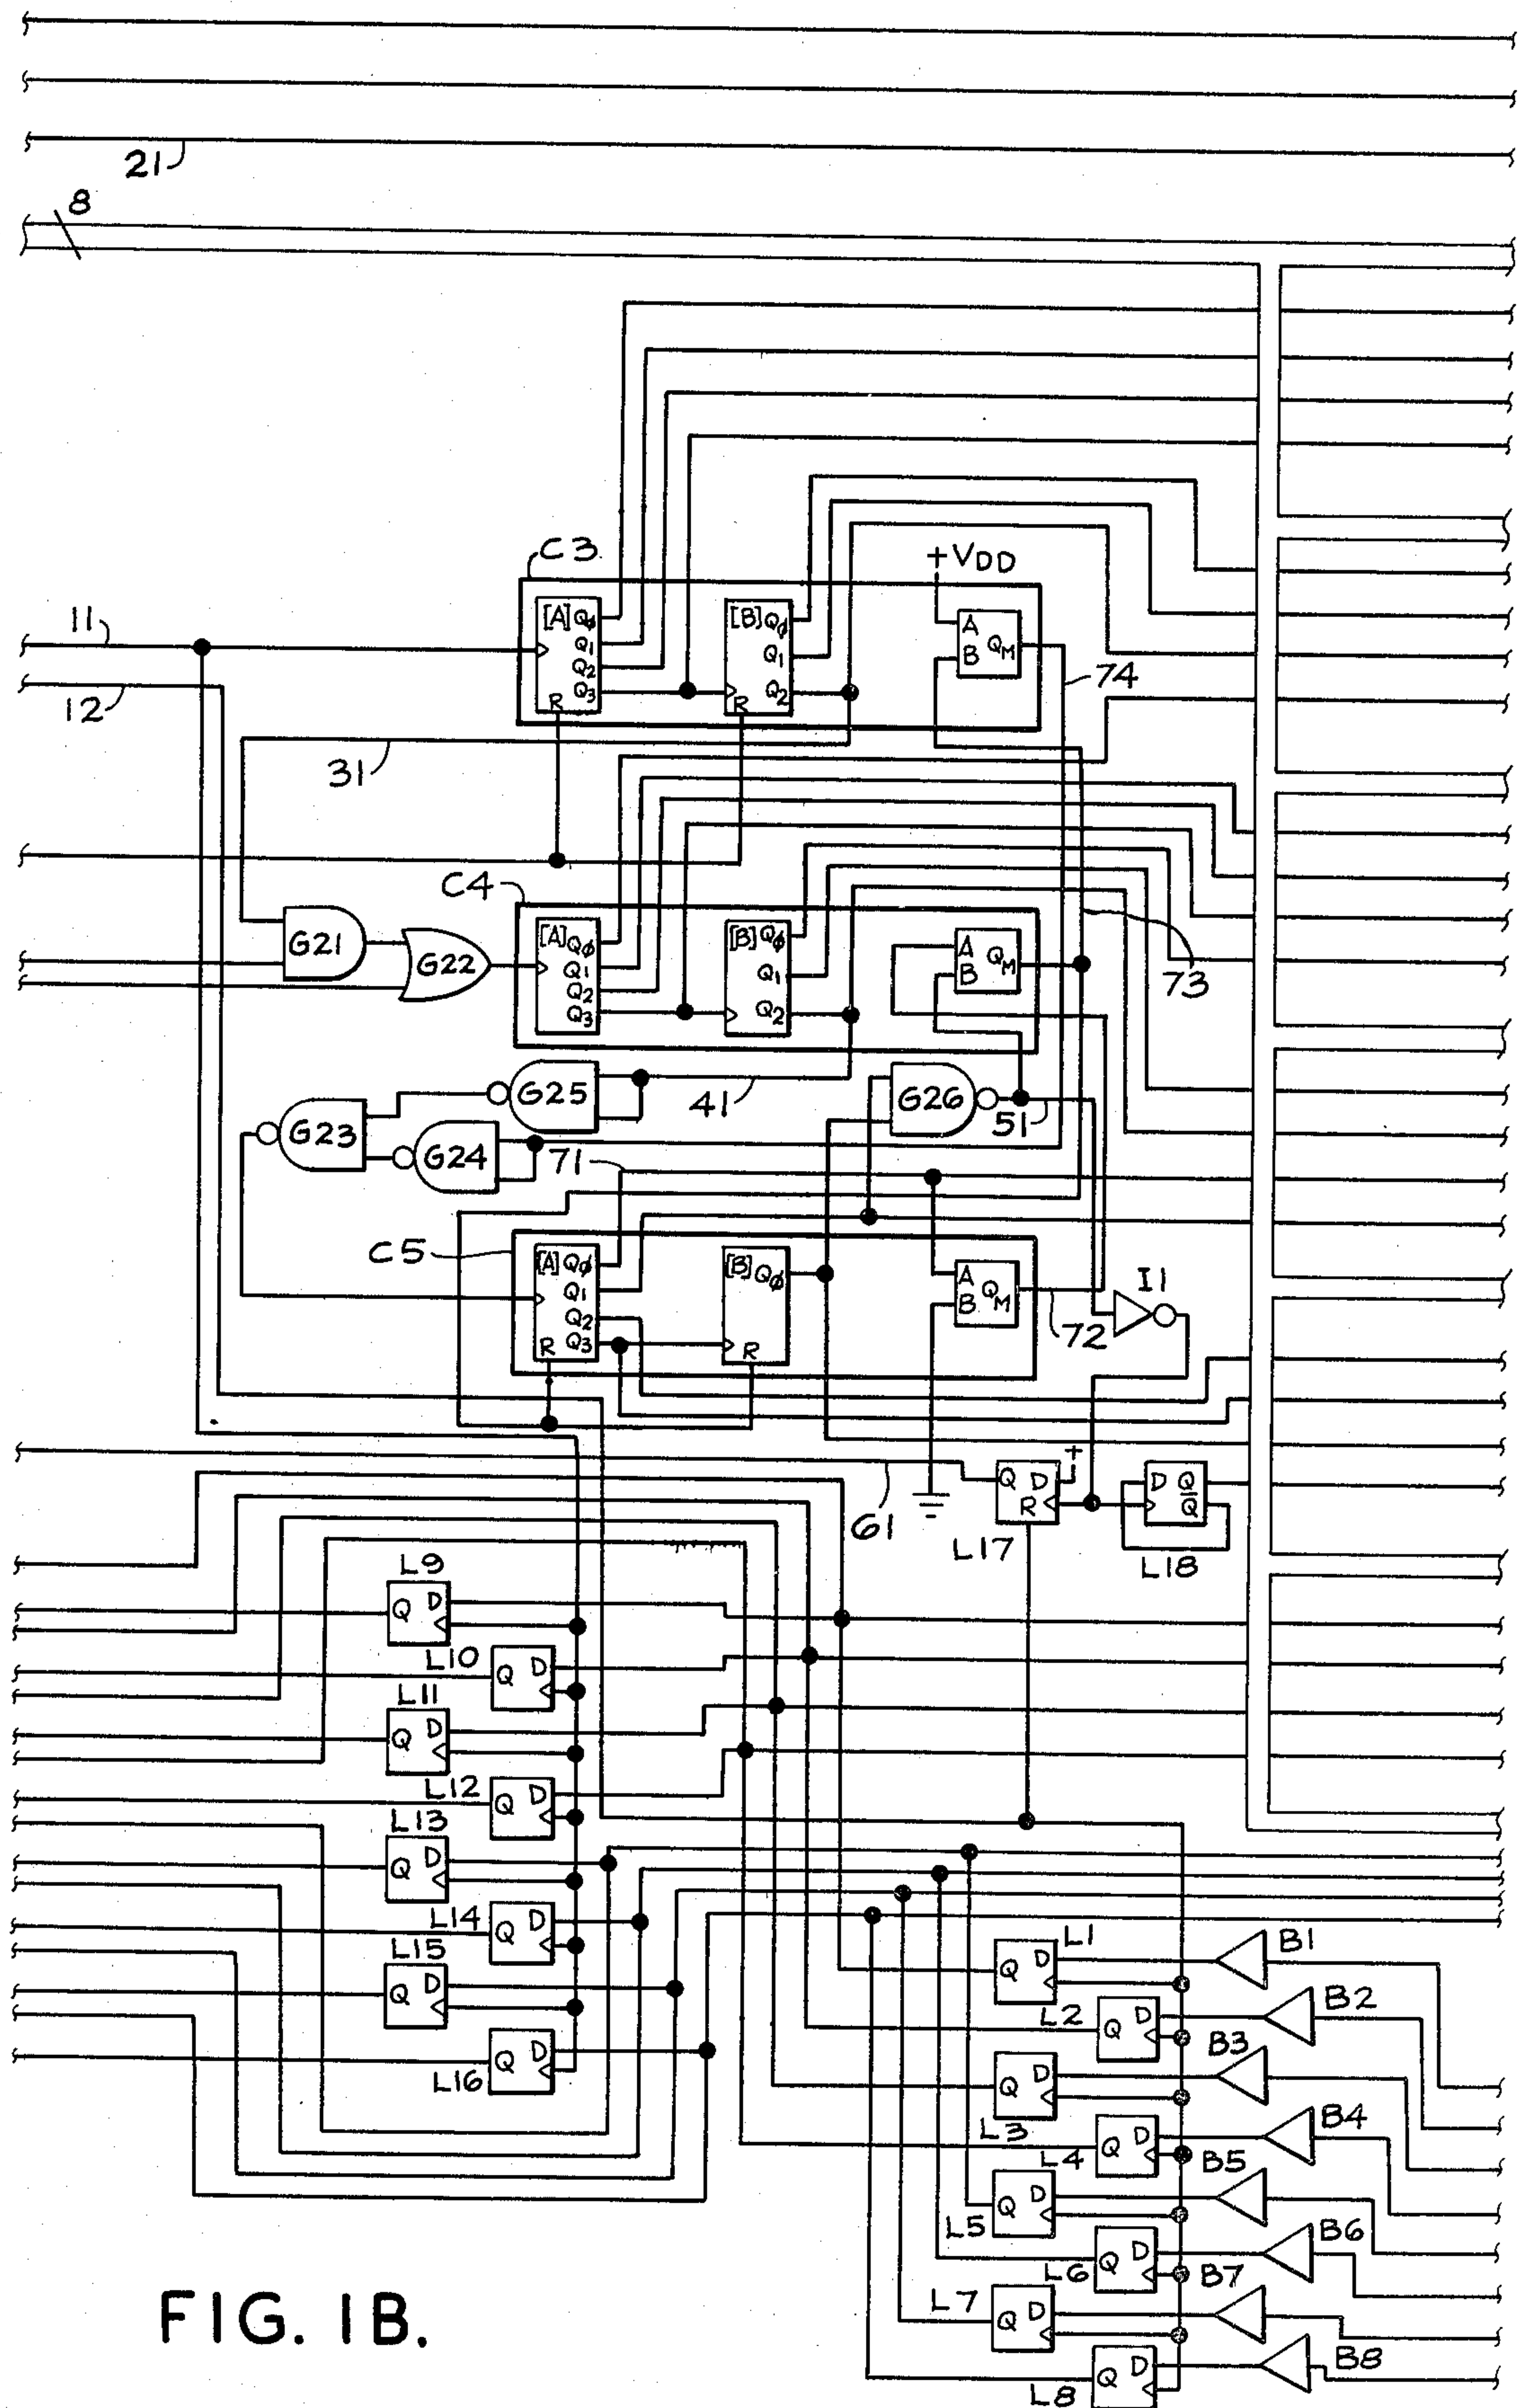 21
8
C3
+VDD
11
[A] Qϕ
[B] Qϕ
A
Q1
Q1
B
QM
Q2
74
12
Q3
Q2
R
R
31
C4
G21
G22
[A] Qϕ
[B] Qϕ
A
Q1
Q1
B
QM
Q2
73
Q3
Q2
G25
41
G26
51
G23
G24
71
C5
[A] Qϕ
[B] Qϕ
A
I1
Q1
B
QM
Q2
72
R
Q3
R
+
Q D
D Q
R
Q̅
61
L17
L18
L9
Q D
L10
Q D
L11
Q D
L12
Q D
L13
Q D
L14
Q D
L15
Q D
L16
Q D
L1
Q D
B1
L2
Q D
B2
L3
Q D
B3
L4
Q D
B4
L5
Q D
B5
L6
Q D
B6
L7
Q D
B7
L8
Q D
B8
FIG. 1B.